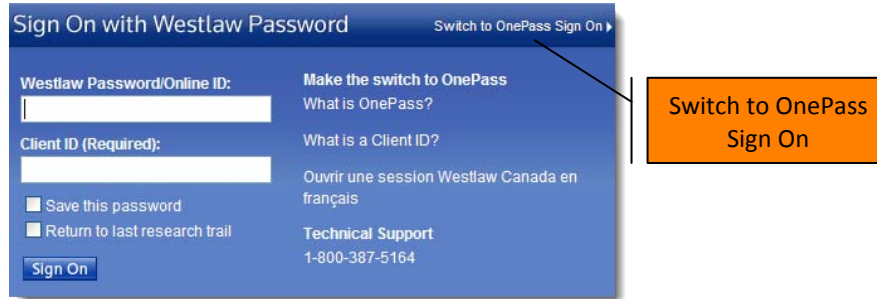 Sign On with Westlaw Password
Switch to OnePass Sign On
Westlaw Password/Online ID:
Client ID (Required):
Save this password
Return to last research trail
Sign On
Make the switch to OnePass
What is OnePass?
What is a Client ID?
Ouvrir une session Westlaw Canada en
français
Technical Support
1-800-387-5164
Switch to OnePass
Sign On